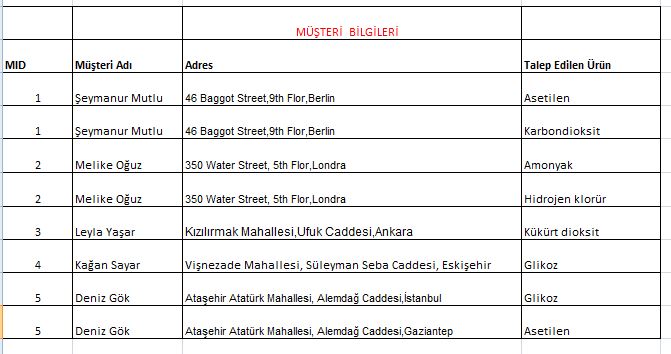 MÜŞTERİ BİLGİLERİ
MID Müşteri Adı Adres Talep Edilen Ürün
1 Şeymanur Mutlu 46 Baggot Street,9th Flor,Berlin Asetilen
1 Şeymanur Mutlu 46 Baggot Street,9th Flor,Berlin Karbondioksit
2 Melike Oğuz 350 Water Street, 5th Flor,Londra Amonyak
2 Melike Oğuz 350 Water Street, 5th Flor,Londra Hidrojen klorür
3 Leyla Yaşar Kızılırmak Mahallesi,Ufuk Caddesi,Ankara Kükürt dioksit
4 Kağan Sayar Vişnezade Mahallesi, Süleyman Seba Caddesi, Eskişehir Glikoz
5 Deniz Gök Ataşehir Atatürk Mahallesi, Alemdağ Caddesi,İstanbul Glikoz
5 Deniz Gök Ataşehir Atatürk Mahallesi, Alemdağ Caddesi,Gaziantep Asetilen